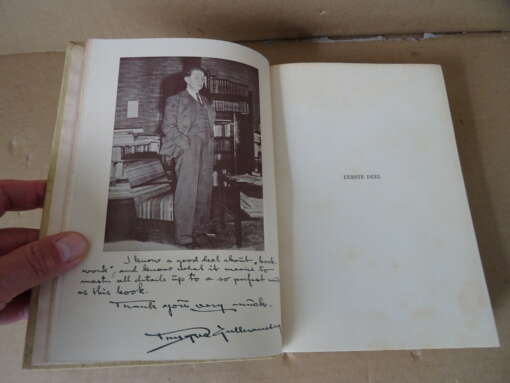 I know a good deal about "book
work", and know what it means to
master all details up to a so perfect
as this book.
Thank you very much.
EERSTE DEEL